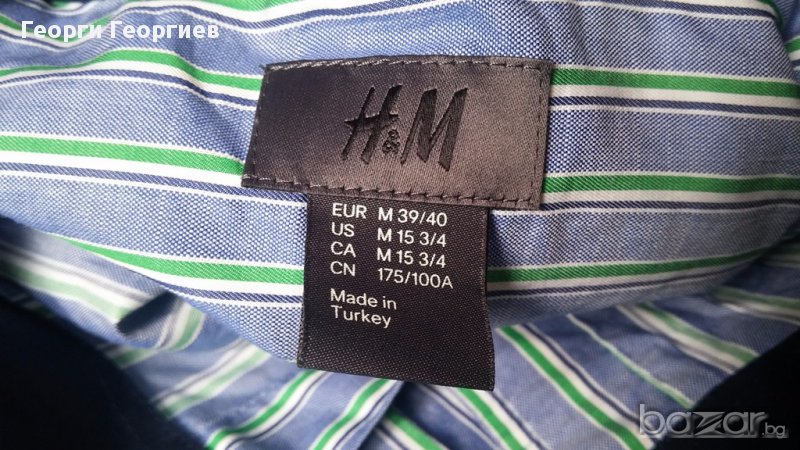 Георги Георгиев
H&M
EUR M 39/40
US M 15 3/4
CA M 15 3/4
CN 175/100A
Made in
Turkey
bazar.bg